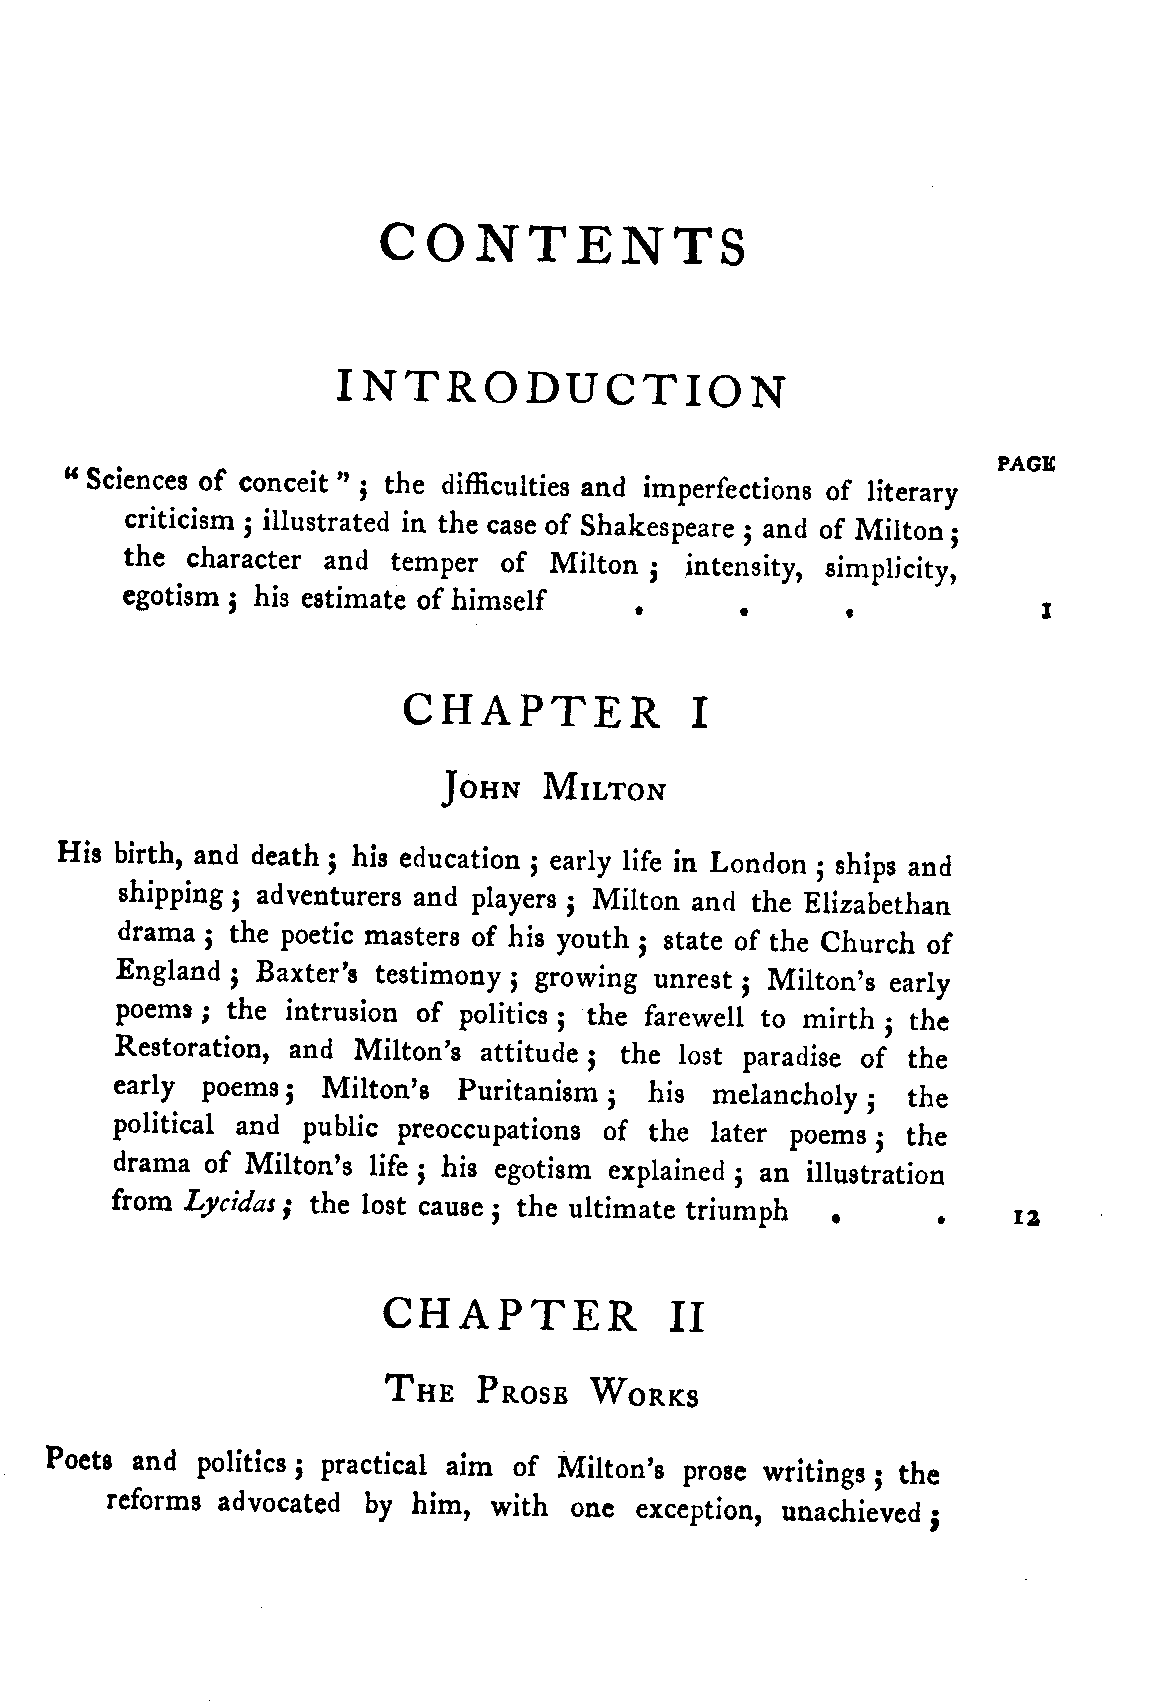 CONTENTS
INTRODUCTION
PAGE
“ Sciences of conceit ” ; the difficulties and imperfections of literary
criticism ; illustrated in the case of Shakespeare ; and of Milton ;
the character and temper of Milton ; intensity, simplicity,
egotism ; his estimate of himself . . . 1
CHAPTER I
JOHN MILTON
His birth, and death ; his education ; early life in London ; ships and
shipping ; adventurers and players ; Milton and the Elizabethan
drama ; the poetic masters of his youth ; state of the Church of
England ; Baxter's testimony ; growing unrest ; Milton's early
poems ; the intrusion of politics ; the farewell to mirth ; the
Restoration, and Milton's attitude ; the lost paradise of the
early poems ; Milton's Puritanism ; his melancholy ; the
political and public preoccupations of the later poems ; the
drama of Milton's life ; his egotism explained ; an illustration
from Lycidas ; the lost cause ; the ultimate triumph . . 12
CHAPTER II
THE PROSE WORKS
Poets and politics ; practical aim of Milton's prose writings ; the
reforms advocated by him, with one exception, unachieved ;